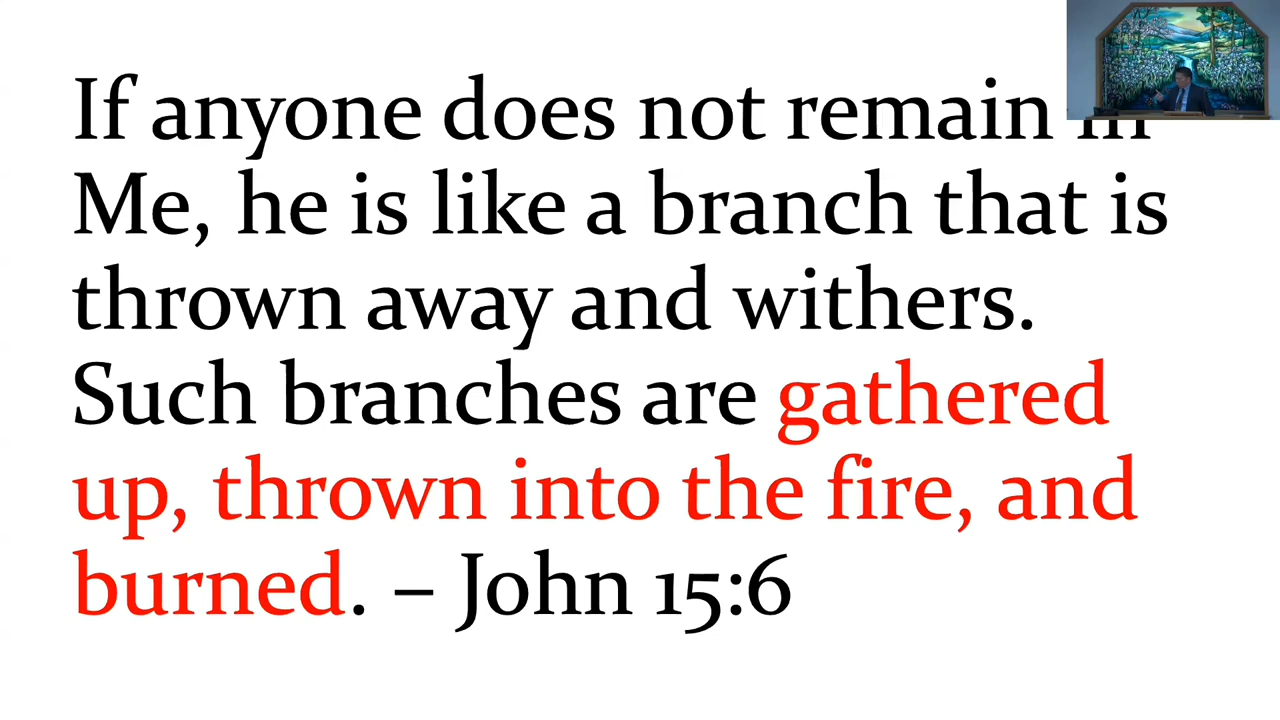 If anyone does not remain in
Me, he is like a branch that is
thrown away and withers.
Such branches are gathered
up, thrown into the fire, and
burned. – John 15:6